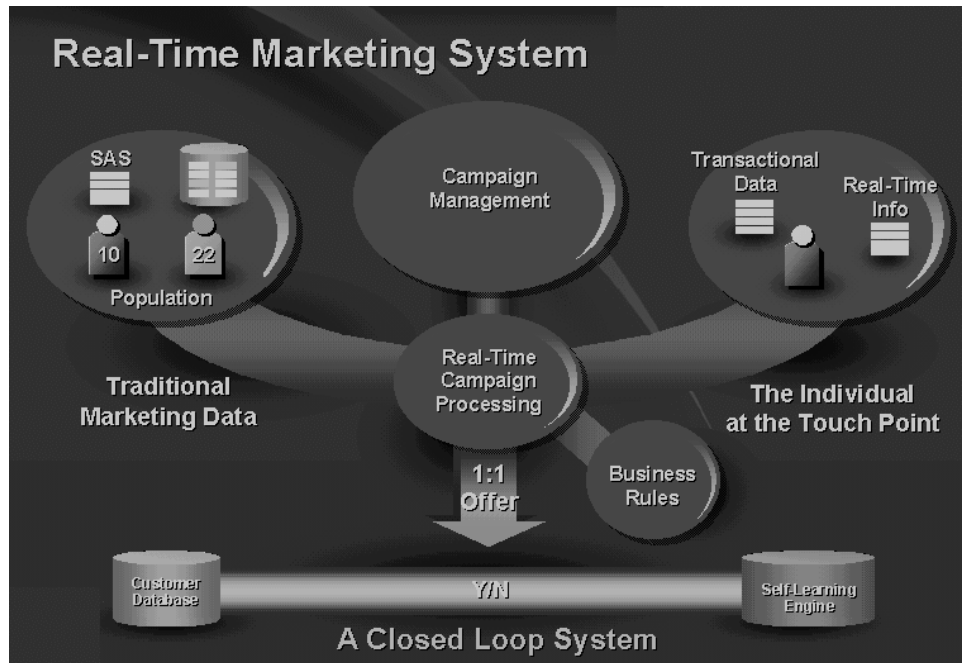 Real-Time Marketing System
SAS
10
22
Population
Campaign
Management
Transactional
Data
Real-Time
Info
Real-Time
Campaign
Processing
Traditional
Marketing Data
The Individual
at the Touch Point
1:1
Offer
Business
Rules
Customer
Database
Y/N
Self-Learning
Engine
A Closed Loop System